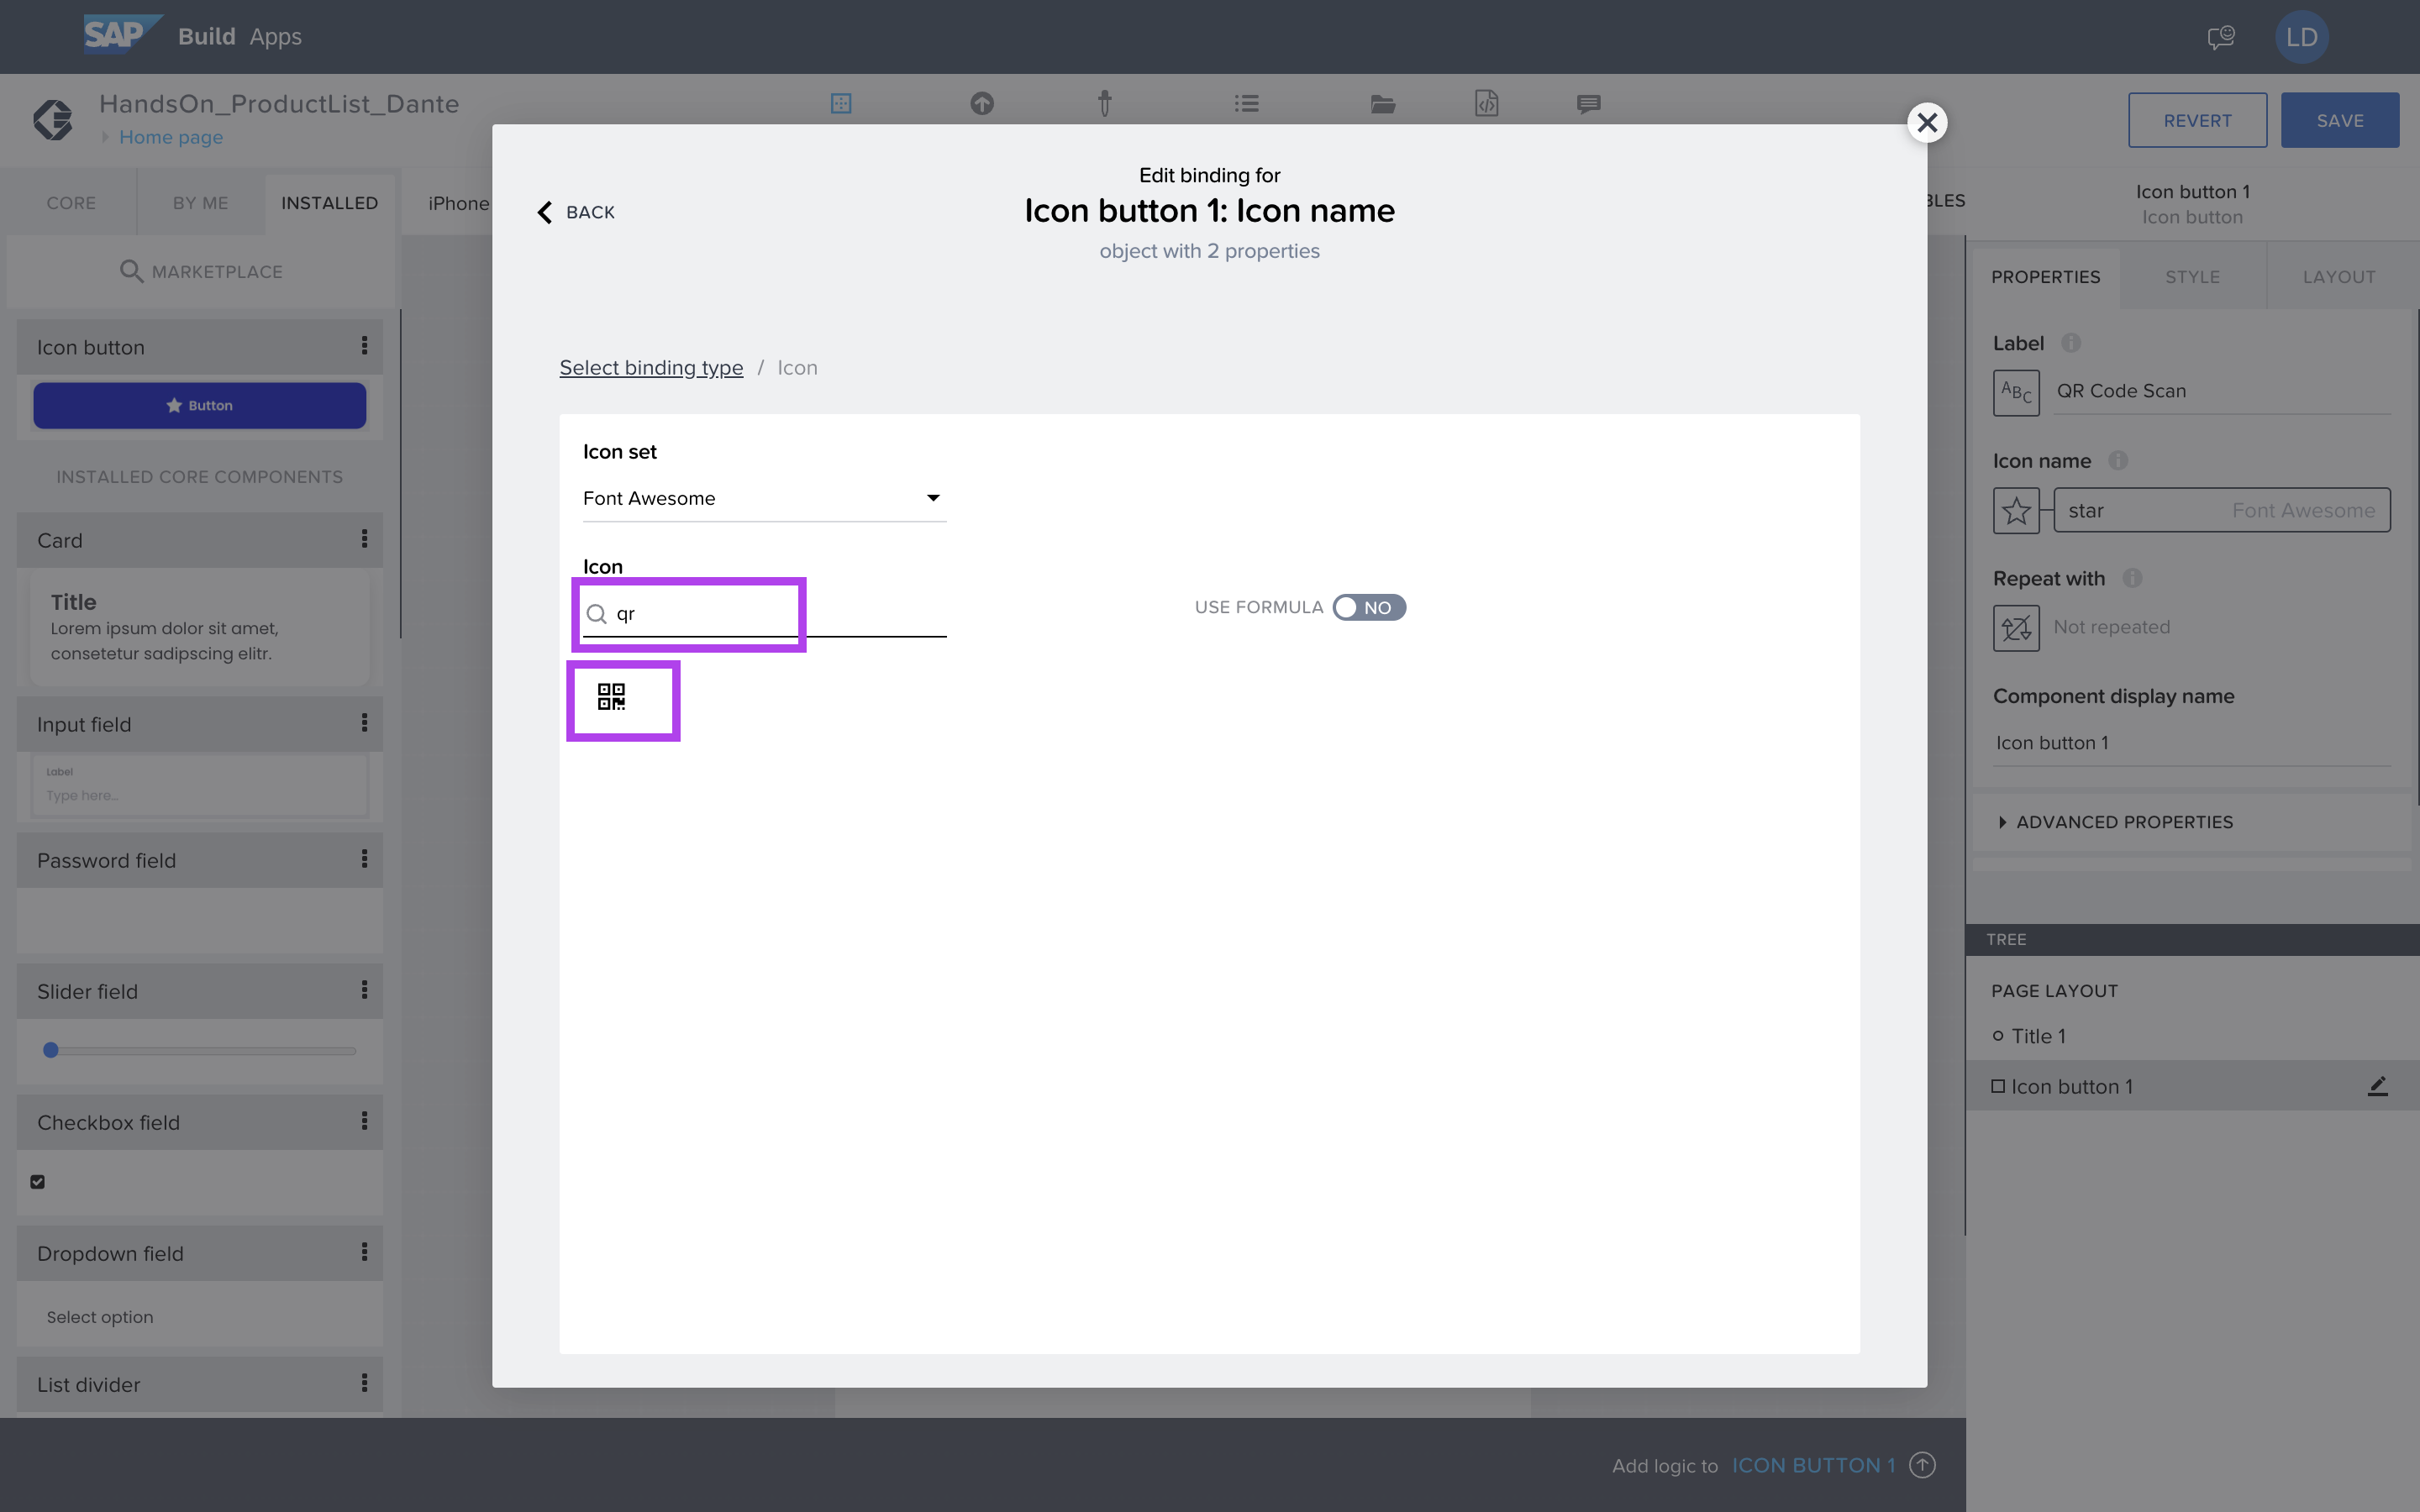 SAP Build Apps
LD
HandsOn_ProductList_Dante
Home page
REVERT
SAVE
CORE
BY ME
INSTALLED
iPhone
MARKETPLACE
Icon button
Button
INSTALLED CORE COMPONENTS
Card
Title
Lorem ipsum dolor sit amet,
consetetur sadipscing elitr.
Input field
Label
Type here...
Password field
Slider field
Checkbox field
Dropdown field
Select option
List divider
Edit binding for
BACK
Icon button 1: Icon name
object with 2 properties
Select binding type / Icon
Icon set
Font Awesome
Icon
qr
USE FORMULA NO
BLES
Icon button 1
Icon button
PROPERTIES
STYLE
LAYOUT
Label
ABC
QR Code Scan
Icon name
star
Font Awesome
Repeat with
Not repeated
Component display name
Icon button 1
ADVANCED PROPERTIES
TREE
PAGE LAYOUT
Title 1
Icon button 1
Add logic to ICON BUTTON 1